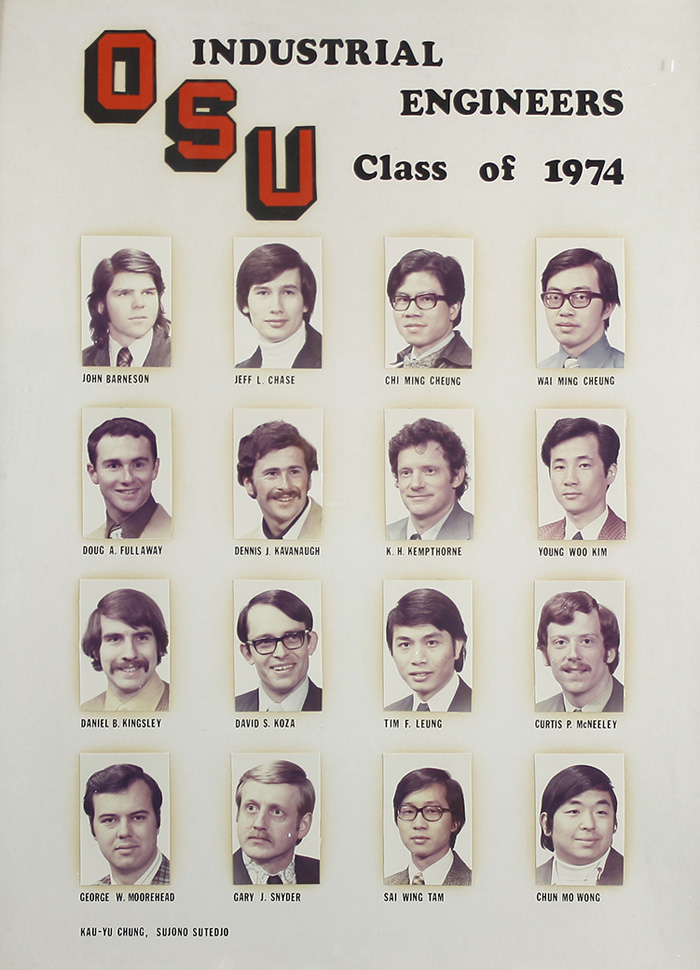 OSU
INDUSTRIAL
ENGINEERS
Class of 1974
JOHN BARNESON
JEFF L. CHASE
CHI MING CHEUNG
WAI MING CHEUNG
DOUG A. FULLAWAY
DENNIS J. KAVANAUGH
K. H. KEMPTHORNE
YOUNG WOO KIM
DANIEL B. KINGSLEY
DAVID S. KOZA
TIM F. LEUNG
CURTIS P. McNEELEY
GEORGE W. MOOREHEAD
GARY J. SNYDER
SAI WING TAM
CHUN MO WONG
KAU-YU CHUNG, SUJONO SUTEDJO